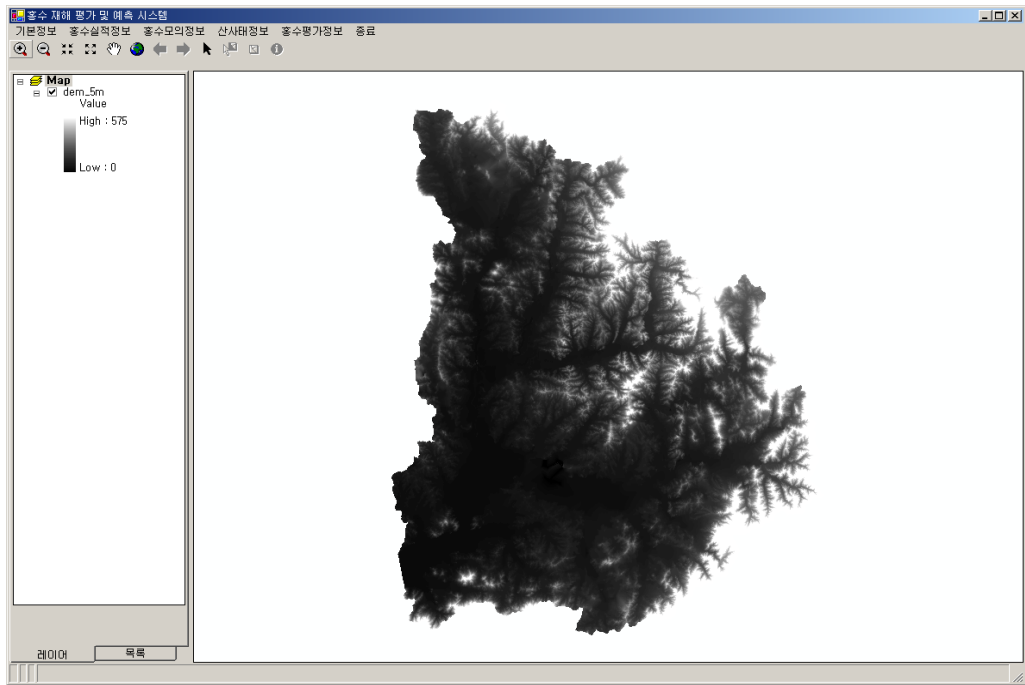 홍수 재해 평가 및 예측 시스템
기본정보 홍수실적정보 홍수모의정보 산사태정보 홍수평가정보 종료
Map
dem_5m
Value
High : 575
Low : 0
레이어 목록